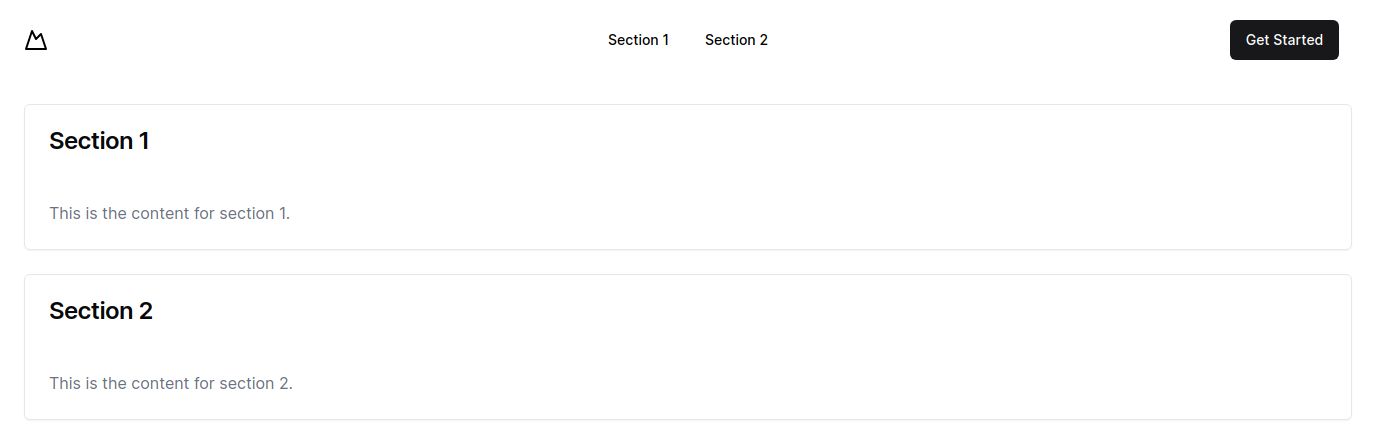 Section 1 Section 2 Get Started
Section 1
This is the content for section 1.
Section 2
This is the content for section 2.